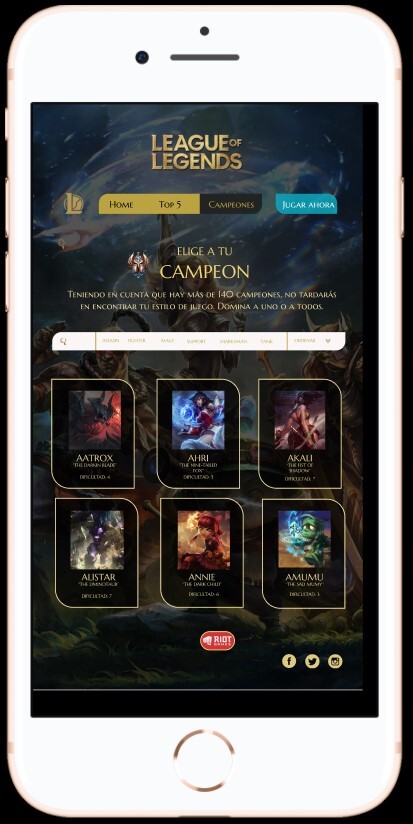 LEAGUE OF
LEGENDS
Home Top 5 Campeones Jugar ahora
ELIGE A TU
CAMPEON
Teniendo en cuenta que hay más de 140 campeones, no tardarás
en encontrar tu estilo de juego. Domina a uno o a todos.
ASSASIN FIGHTER MAGE SUPPORT MARKSMAN TANK ORDENAR
AATROX AHRI AKALI
"THE DARKIN BLADE" "THE NINE-TAILED FOX" "THE FIST OF SHADOW"
DIFICULTAD: 4 DIFICULTAD: 5 DIFICULTAD: 7
ALISTAR ANNIE AMUMU
"THE DARK CHILD" "THE SAD MUMY"
DIFICULTAD: 7 DIFICULTAD: 6 DIFICULTAD: 3
RIOT
GAMES